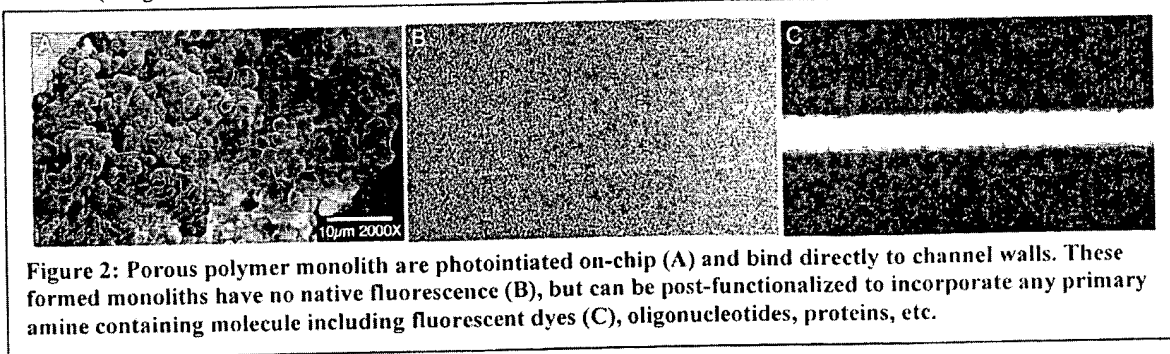 A
B
C
10µm 2000X
Figure 2: Porous polymer monolith are photointiated on-chip (A) and bind directly to channel walls. These
formed monoliths have no native fluorescence (B), but can be post-functionalized to incorporate any primary
amine containing molecule including fluorescent dyes (C), oligonucleotides, proteins, etc.